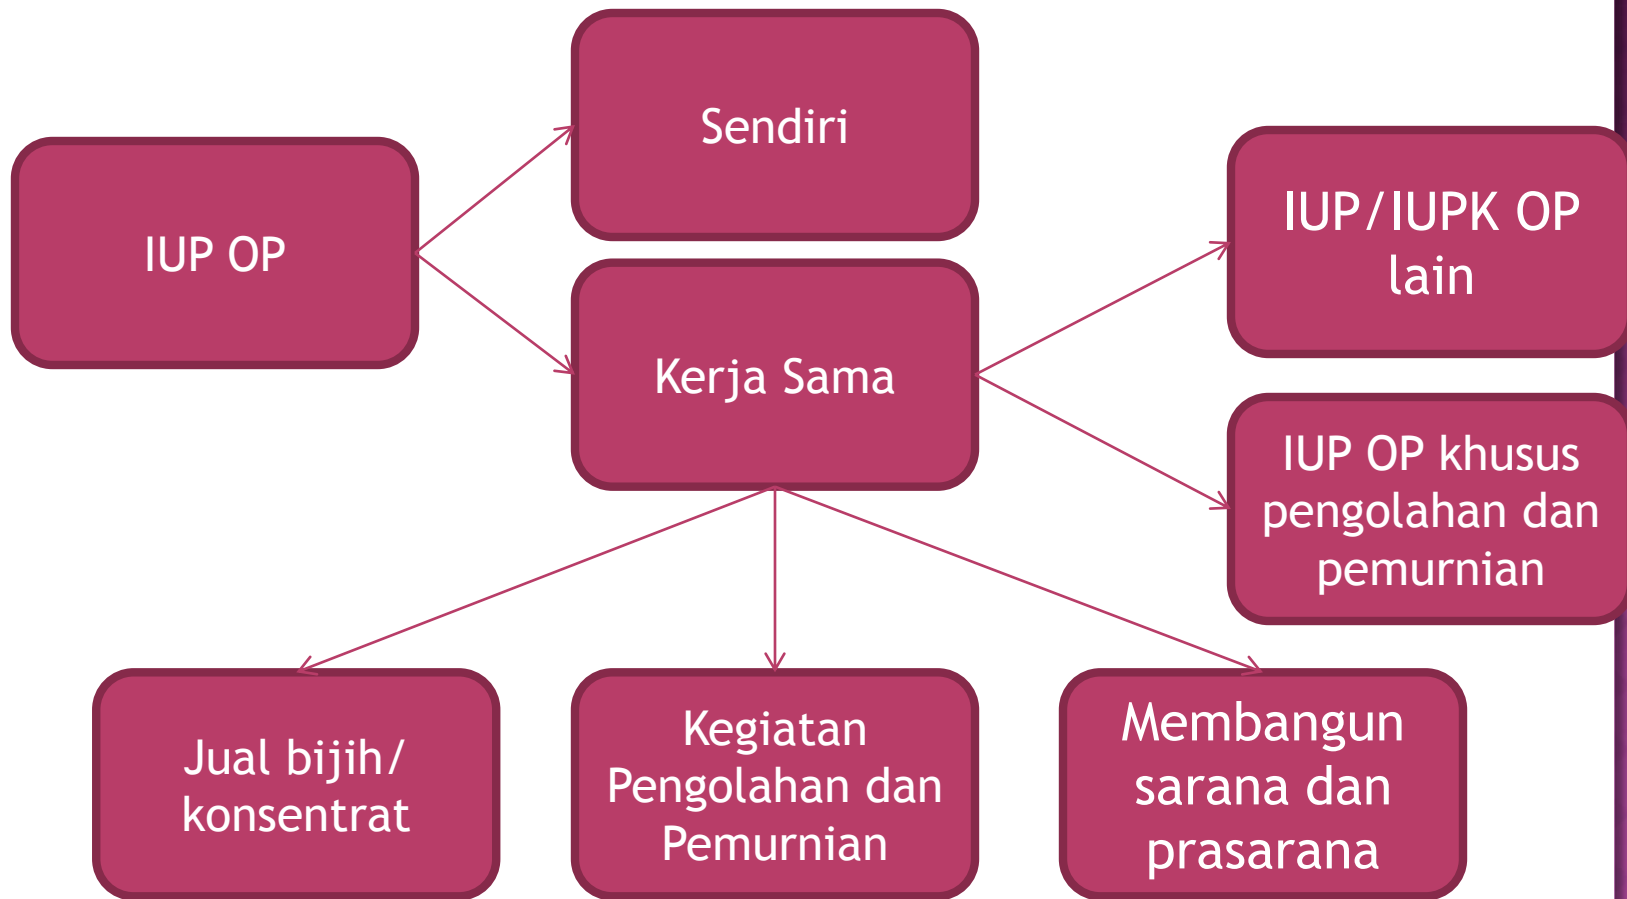 Sendiri
IUP OP
IUP/IUPK OP
lain
Kerja Sama
IUP OP khusus
pengolahan dan
pemurnian
Jual bijih/
konsentrat
Kegiatan
Pengolahan dan
Pemurnian
Membangun
sarana dan
prasarana